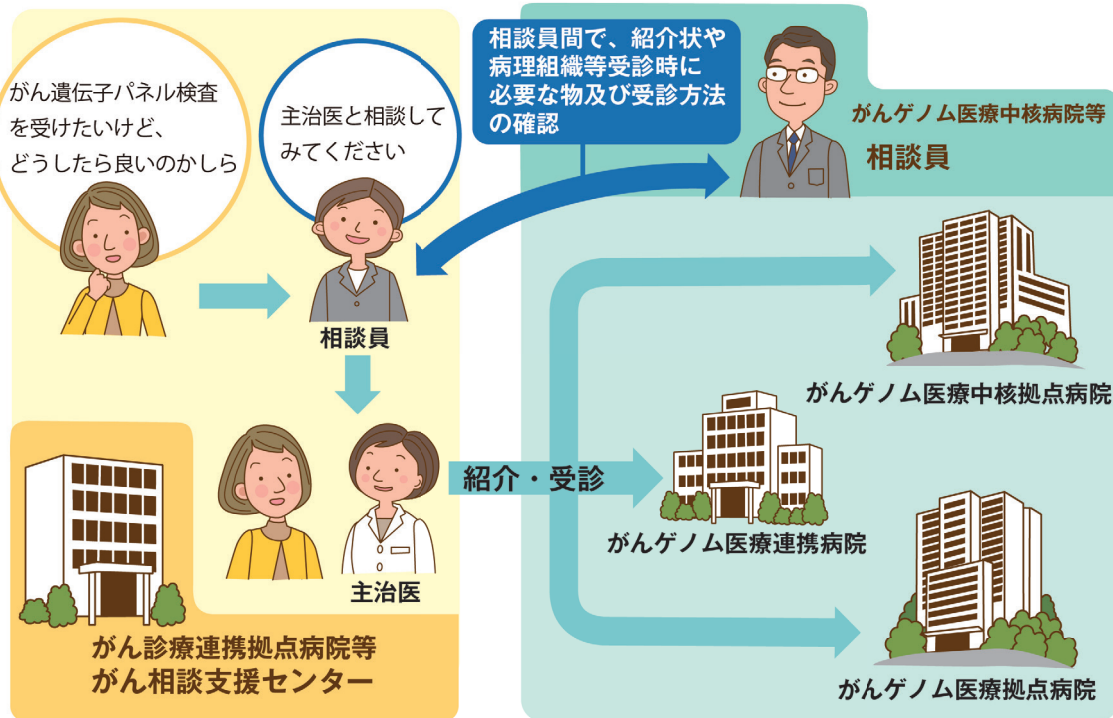 がん遺伝子パネル検査
を受けたいけど、
どうしたら良いのかしら
主治医と相談して
みてください
相談員
主治医
がん診療連携拠点病院等
がん相談支援センター
相談員間で、紹介状や
病理組織等受診時に
必要な物及び受診方法
の確認
がんゲノム医療中核病院等
相談員
紹介・受診
がんゲノム医療中核拠点病院
がんゲノム医療連携病院
がんゲノム医療拠点病院